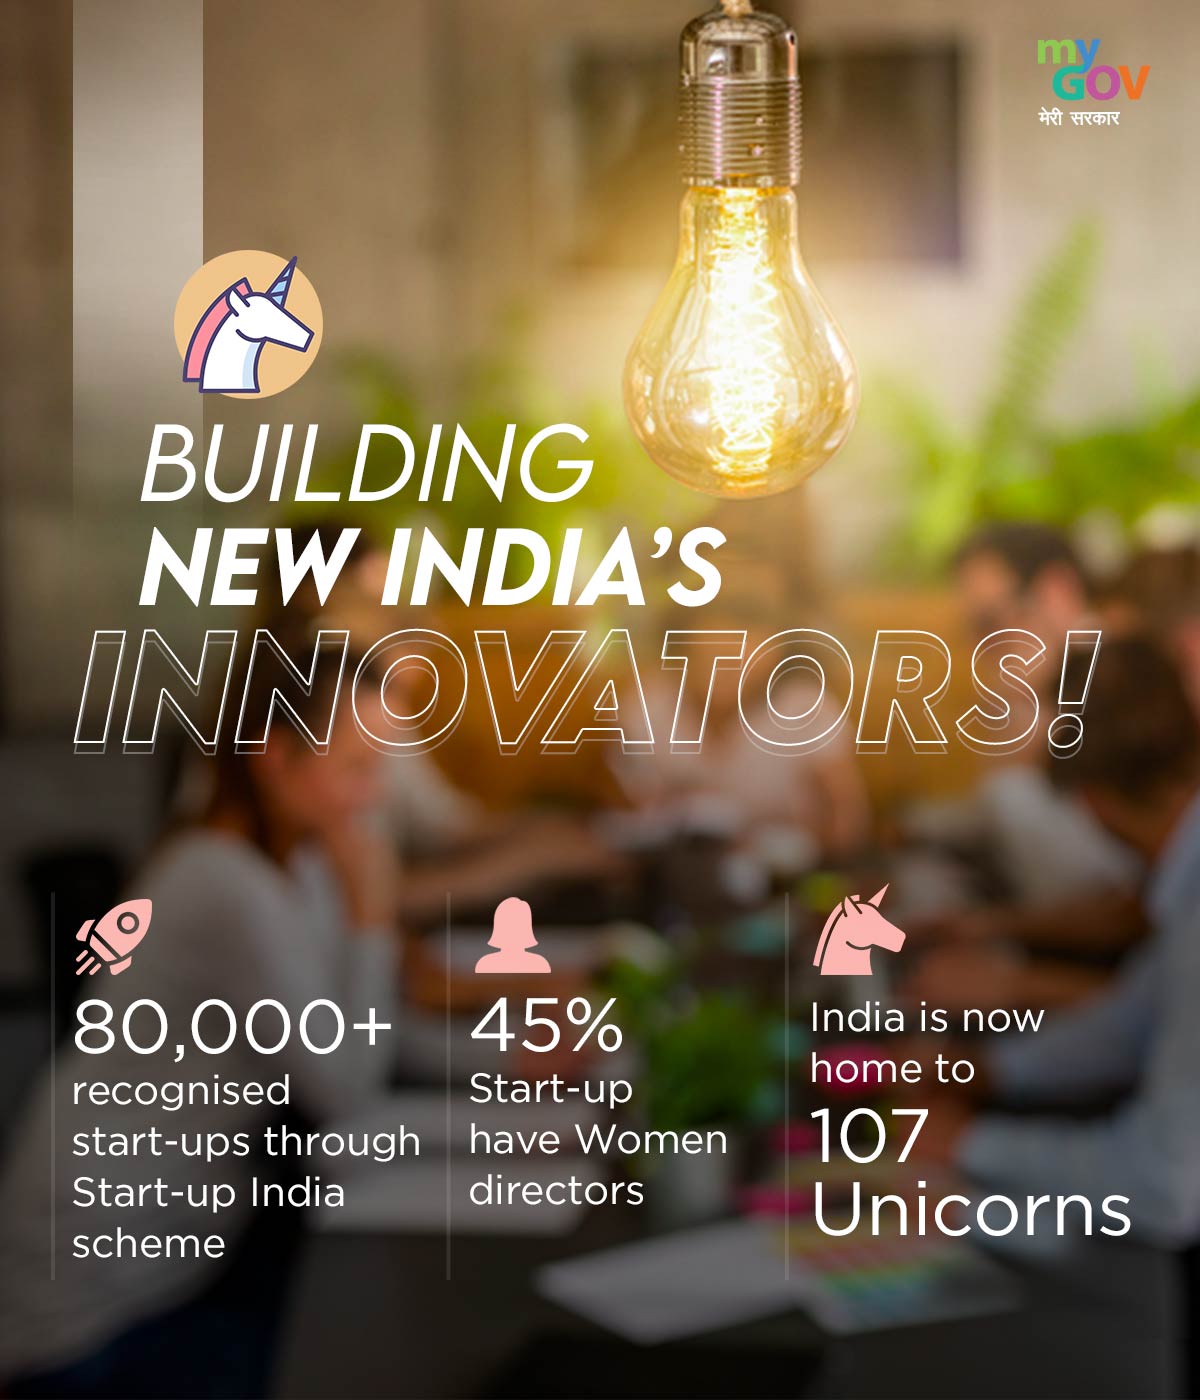 my
GOV
मेरी सरकार
BUILDING
NEW INDIA'S
INNOVATORS!
80,000+
recognised
start-ups through
Start-up India
scheme
45%
Start-up
have Women
directors
India is now
home to
107
Unicorns